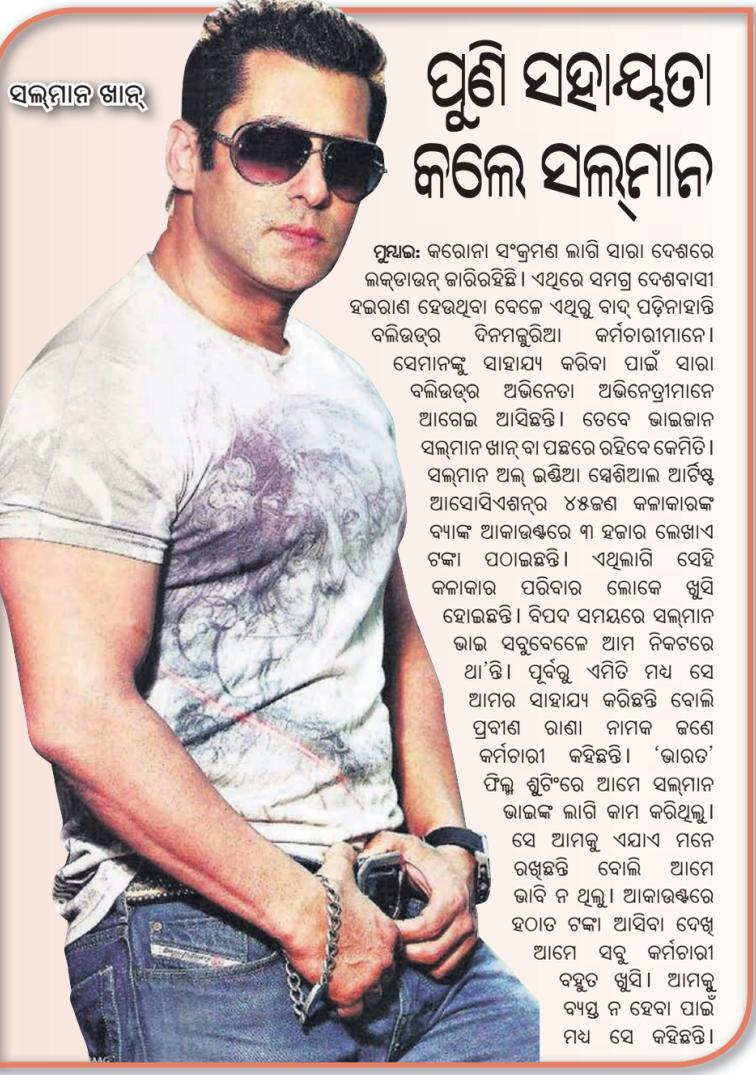 ସଲ୍‌ମାନ ଖାନ୍
ପୁଣି ସହାୟତା
କଲେ ସଲ୍‌ମାନ
ମୁମ୍ବାଇ: କରୋନା ସଂକ୍ରମଣ ଲାଗି ସାରା ଦେଶରେ
ଲକ୍‌ଡାଉନ୍ ଜାରିରହିଛି। ଏଥିରେ ସମଗ୍ର ଦେଶବାସୀ
ହଇରାଣ ହେଉଥିବା ବେଳେ ଏଥିରୁ ବାଦ୍ ପଡ଼ିନାହାନ୍ତି
ବଲିଉଡ୍‌ର ଦିନମଜୁରିଆ କର୍ମଚାରୀମାନେ।
ସେମାନଙ୍କୁ ସାହାଯ୍ୟ କରିବା ପାଇଁ ସାରା
ବଲିଉଡ୍‌ର ଅଭିନେତା ଅଭିନେତ୍ରୀମାନେ
ଆଗେଇ ଆସିଛନ୍ତି। ତେବେ ଭାଇଜାନ
ସଲ୍‌ମାନ ଖାନ୍ ବା ପଛରେ ରହିବେ କେମିତି।
ସଲ୍‌ମାନ ଅଲ୍ ଇଣ୍ଡିଆ ସ୍ପେଶିଆଲ ଆର୍ଟିଷ୍ଟ
ଆସୋସିଏଶନ୍‌ର ୪୫ଜଣ କଳାକାରଙ୍କ
ବ୍ୟାଙ୍କ ଆକାଉଣ୍ଟରେ ୩ ହଜାର ଲେଖାଏ
ଟଙ୍କା ପଠାଇଛନ୍ତି। ଏଥିଲାଗି ସେହି
କଳାକାର ପରିବାର ଲୋକେ ଖୁସି
ହୋଇଛନ୍ତି। ବିପଦ ସମୟରେ ସଲ୍‌ମାନ
ଭାଇ ସବୁବେଳେ ଆମ ନିକଟରେ
ଥା'ନ୍ତି। ପୂର୍ବରୁ ଏମିତି ମଧ୍ୟ ସେ
ଆମର ସାହାଯ୍ୟ କରିଛନ୍ତି ବୋଲି
ପ୍ରବୀଣ ରାଣା ନାମକ ଜଣେ
କର୍ମଚାରୀ କହିଛନ୍ତି। ‘ଭାରତ’
ଫିଲ୍ମ ଶୁଟିଂରେ ଆମେ ସଲ୍‌ମାନ
ଭାଇଙ୍କ ଲାଗି କାମ କରିଥିଲୁ।
ସେ ଆମକୁ ଏଯାଏ ମନେ
ରଖିଛନ୍ତି ବୋଲି ଆମେ
ଭାବି ନ ଥିଲୁ। ଆକାଉଣ୍ଟରେ
ହଠାତ ଟଙ୍କା ଆସିବା ଦେଖି
ଆମେ ସବୁ କର୍ମଚାରୀ
ବହୁତ ଖୁସି। ଆମକୁ
ବ୍ୟସ୍ତ ନ ହେବା ପାଇଁ
ମଧ୍ୟ ସେ କହିଛନ୍ତି।